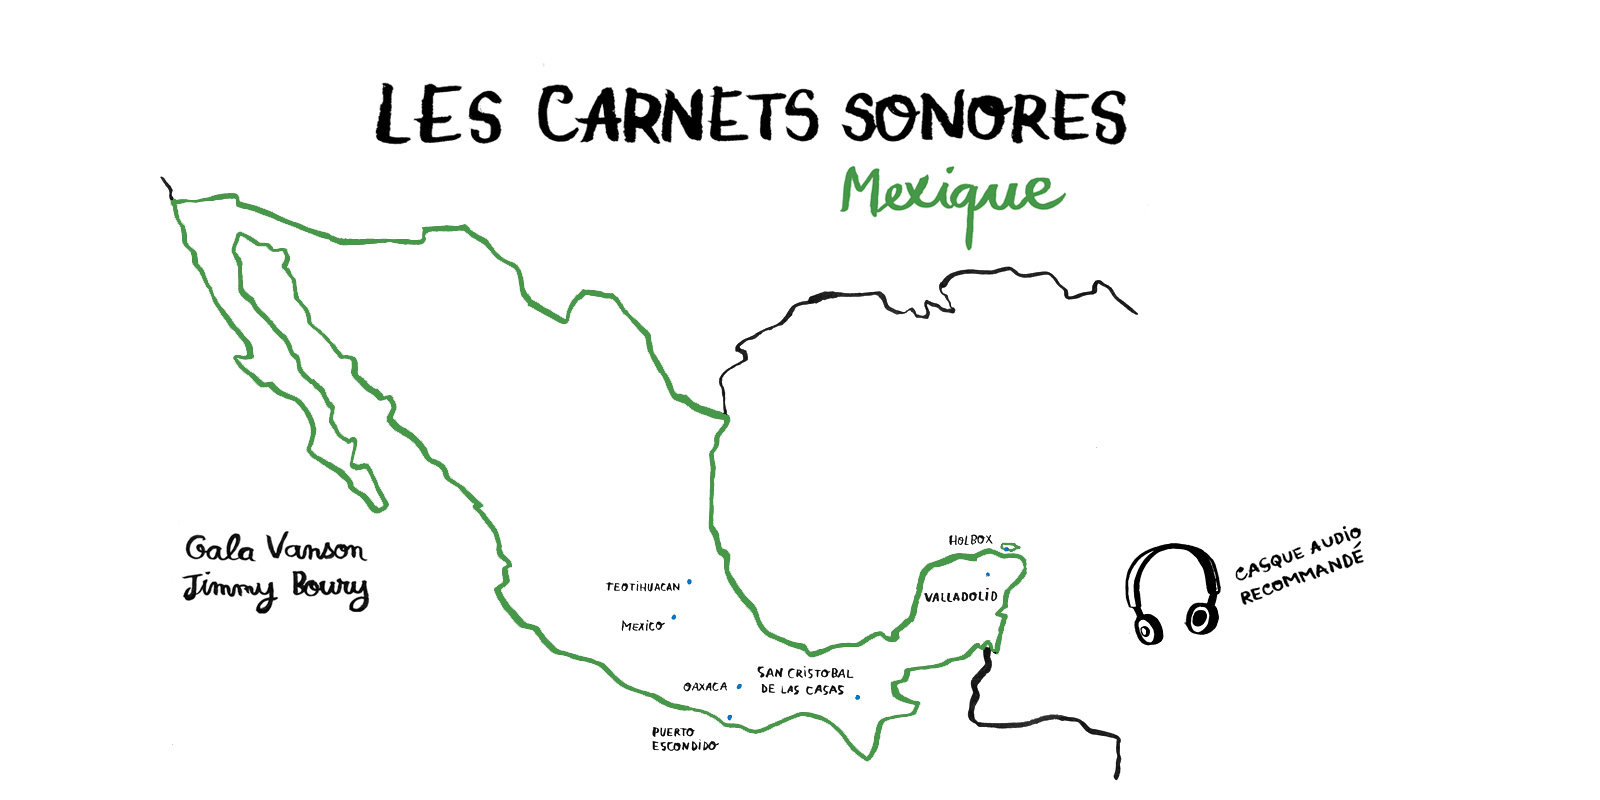 LES CARNETS SONORES
Mexique
Gala Vanson
Jimmy Boury
HOLBOX
VALLADOLID
TEOTIHUACAN
MEXICO
OAXACA
SAN CRISTOBAL
DE LAS CASAS
PUERTO
ESCONDIDO
CASQUE AUDIO
RECOMMANDÉ